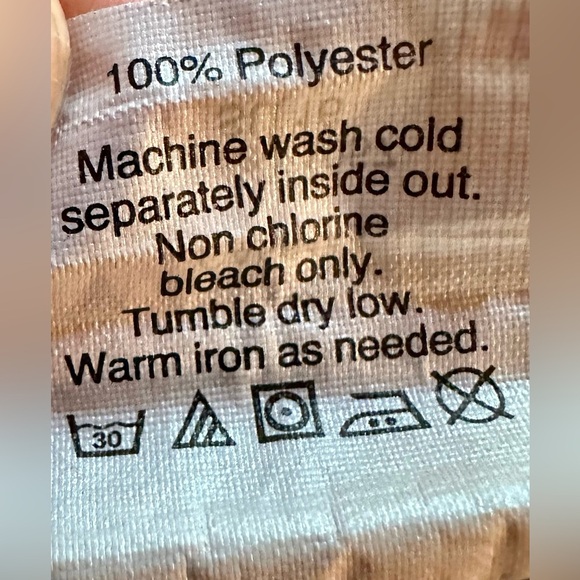 100% Polyester
Machine wash cold
separately inside out.
Non chlorine
bleach only.
Tumble dry low.
Warm iron as needed.
30